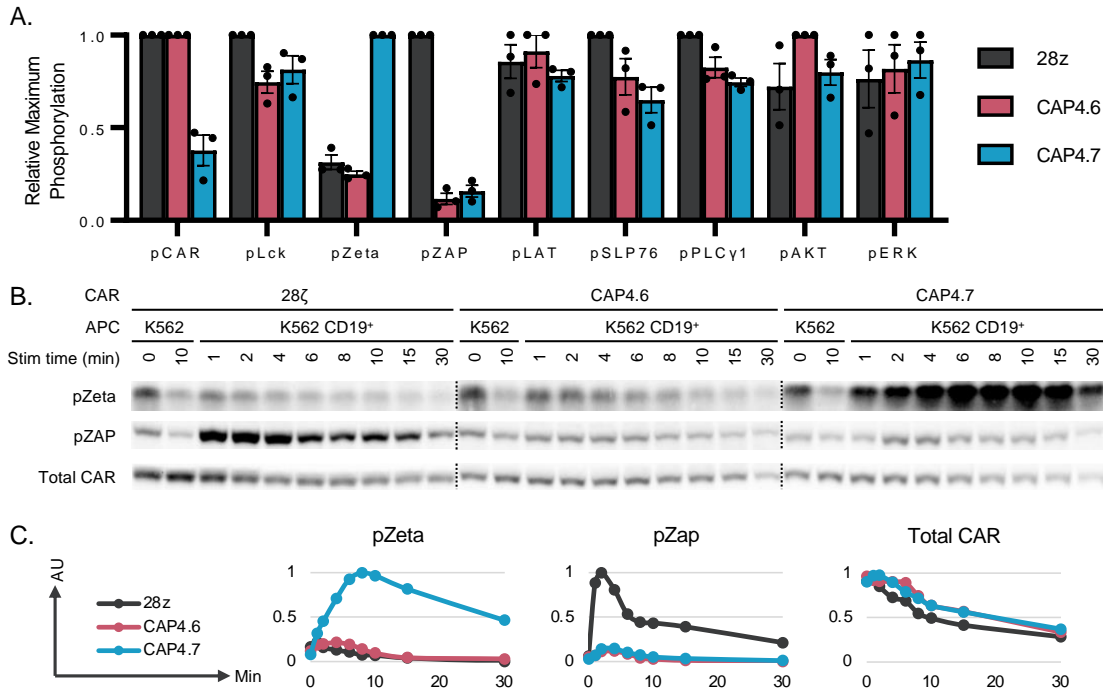 A.
Relative Maximum
Phosphorylation
1.0
0.5
0.0
pCAR pLck pZeta pZAP pLAT pSLP76 pPLCγ1 pAKT pERK
28z
CAP4.6
CAP4.7
B.
CAR 28ζ CAP4.6 CAP4.7
APC K562 K562 CD19⁺ K562 K562 CD19⁺ K562 K562 CD19⁺
Stim time (min) 0 10 1 2 4 6 8 10 15 30 0 10 1 2 4 6 8 10 15 30 0 10 1 2 4 6 8 10 15 30
pZeta
pZAP
Total CAR
C.
AU
Min
28z
CAP4.6
CAP4.7
pZeta
1
0.5
0
0 10 20 30
pZap
1
0.5
0
0 10 20 30
Total CAR
1
0.5
0
0 10 20 30